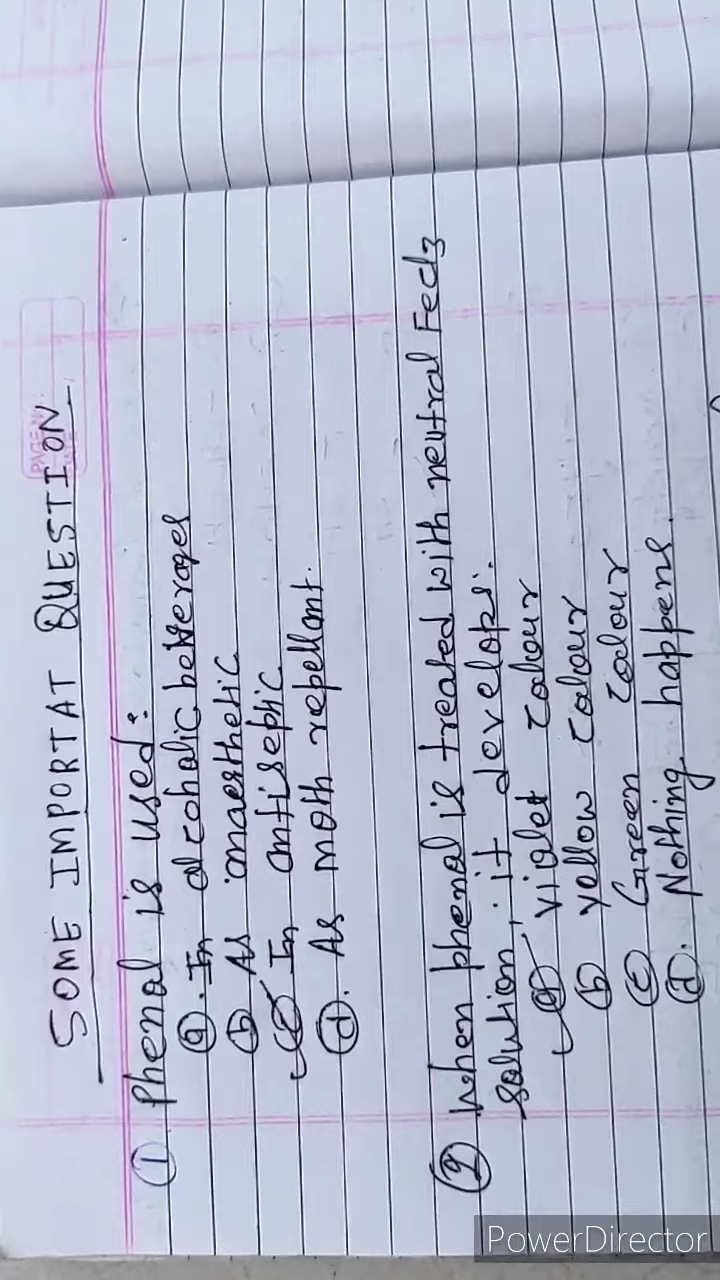 SOME IMPORTAT QUESTION
① Phenol is used:
ⓐ. In alcoholic beverages
ⓑ As anaesthetic
ⓒ In antiseptic
ⓓ. As moth repellant.
② When phenol is treated with neutral Fecl3
solution, it develops:
ⓐ violet colour
ⓑ yellow colour
ⓒ Green colour
ⓓ. Nothing happens.
PowerDirector